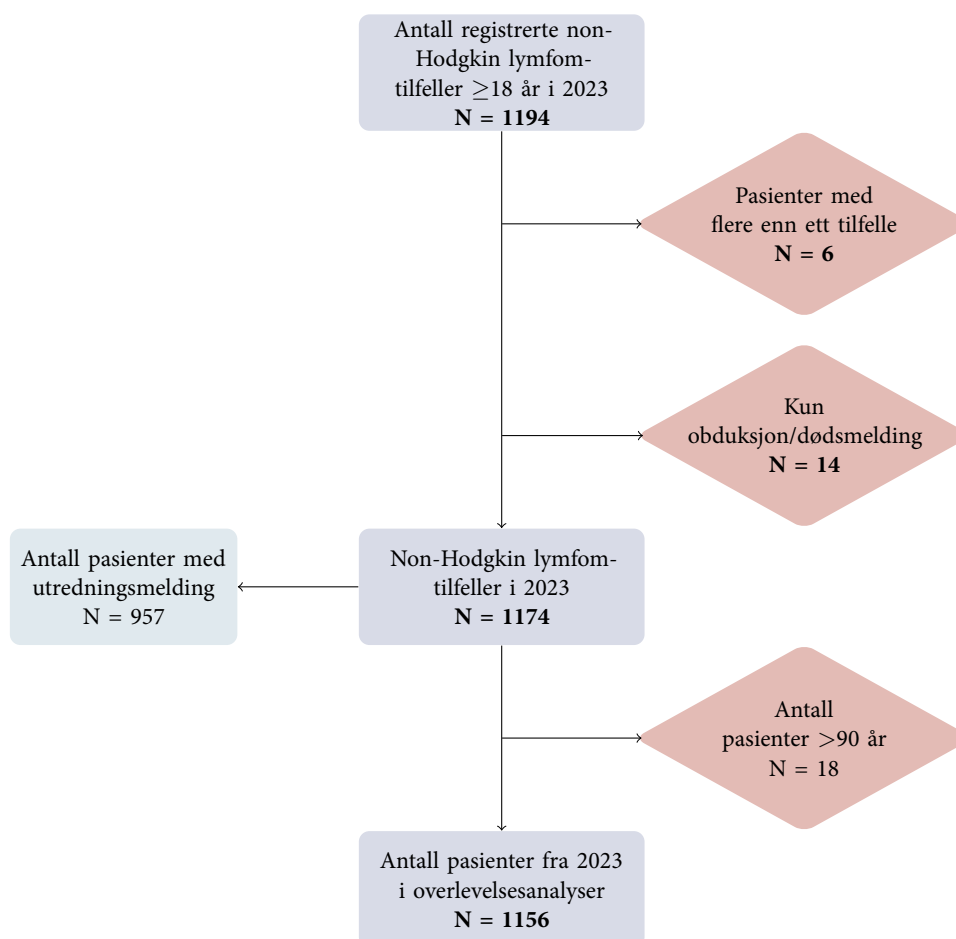 Antall registrerte non-
Hodgkin lymfom-
tilfeller ≥18 år i 2023
N = 1194
Pasienter med
flere enn ett tilfelle
N = 6
Kun
obduksjon/dødsmelding
N = 14
Antall pasienter med
utredningsmelding
N = 957
Non-Hodgkin lymfom-
tilfeller i 2023
N = 1174
Antall
pasienter >90 år
N = 18
Antall pasienter fra 2023
i overlevelsesanalyser
N = 1156